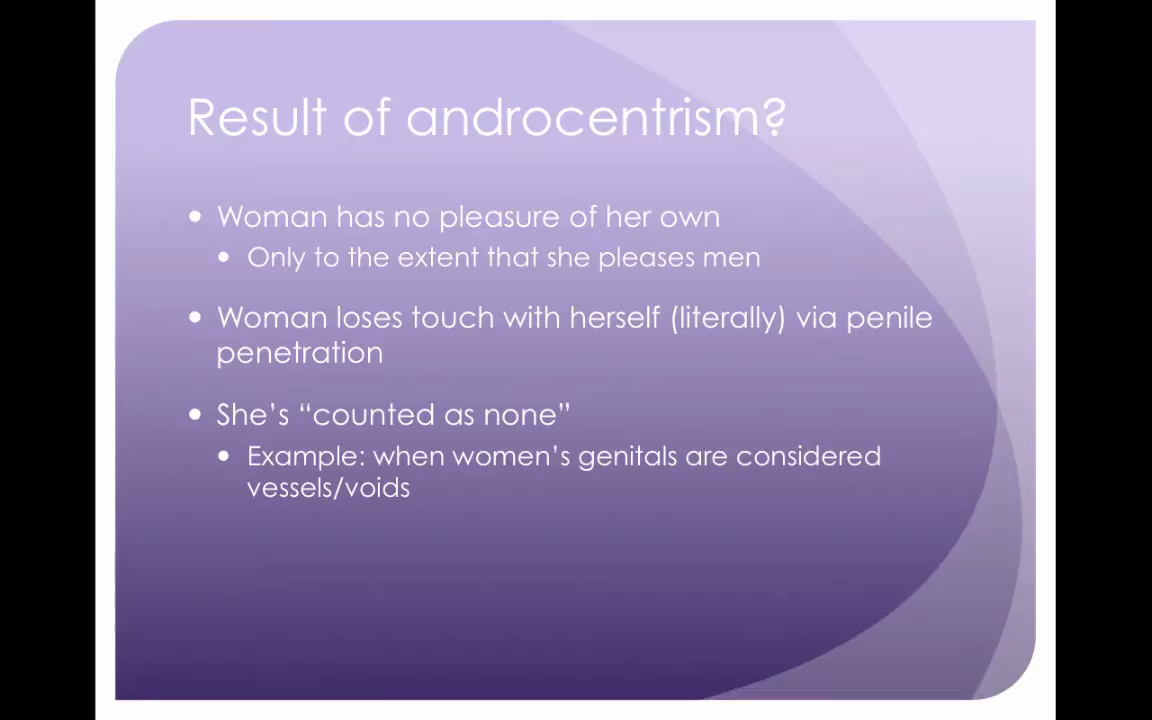 Result of androcentrism?
• Woman has no pleasure of her own
• Only to the extent that she pleases men
• Woman loses touch with herself (literally) via penile
penetration
• She’s “counted as none”
• Example: when women’s genitals are considered
vessels/voids